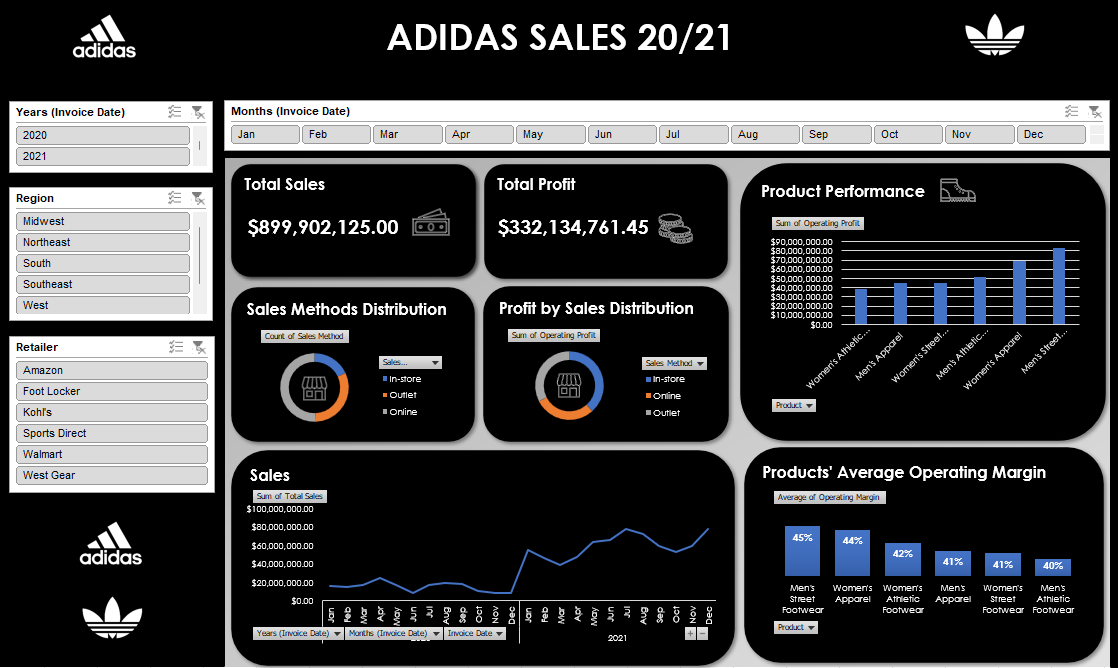 adidas
ADIDAS SALES 20/21
Years (Invoice Date)
2020
2021
Months (Invoice Date)
Jan Feb Mar Apr May Jun Jul Aug Sep Oct Nov Dec
Region
Midwest
Northeast
South
Southeast
West
Retailer
Amazon
Foot Locker
Kohl's
Sports Direct
Walmart
West Gear
adidas
Total Sales
$899,902,125.00
Total Profit
$332,134,761.45
Product Performance
Sum of Operating Profit
$90,000,000.00
$80,000,000.00
$70,000,000.00
$60,000,000.00
$50,000,000.00
$40,000,000.00
$30,000,000.00
$20,000,000.00
$10,000,000.00
$0.00
Women's Athletic...
Men's Apparel
Women's Street...
Men's Athletic...
Women's Apparel
Men's Street...
Product
Sales Methods Distribution
Count of Sales Method
Sales...
In-store
Outlet
Online
Profit by Sales Distribution
Sum of Operating Profit
Sales Method
In-store
Online
Outlet
Sales
Sum of Total Sales
$100,000,000.00
$80,000,000.00
$60,000,000.00
$40,000,000.00
$20,000,000.00
$0.00
Jan Feb Mar Apr May Jun Jul Aug Sep Oct Nov Dec Jan Feb Mar Apr May Jun Jul Aug Sep Oct Nov Dec
Years (Invoice Date) Months (Invoice Date) Invoice Date
2021
Products' Average Operating Margin
Average of Operating Margin
45% 44% 42% 41% 41% 40%
Men's Street Footwear
Women's Apparel
Women's Athletic Footwear
Men's Apparel
Women's Street Footwear
Men's Athletic Footwear
Product